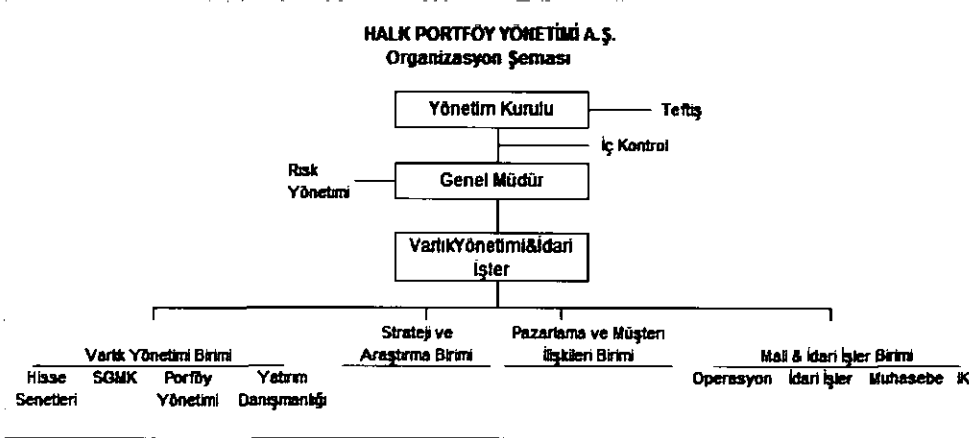 HALK PORTFÖY YÖNETİMİ A.Ş.
Organizasyon Şeması
Yönetim Kurulu
Teftiş
İç Kontrol
Risk
Yönetimi
Genel Müdür
VarlıkYönetimi&İdari
İşler
Varlık Yönetimi Birimi
Strateji ve
Araştırma Birimi
Pazarlama ve Müşteri
İlişkileri Birimi
Mali & İdari İşler Birimi
Hisse
Senetleri
SGMK
Porföy
Yönetimi
Yatırım
Danışmanlığı
Operasyon
İdari İşler
Muhasebe
İK